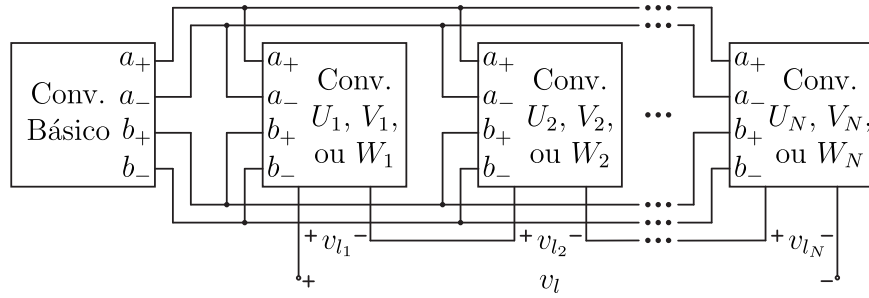 a+ a+ a+ a+
Conv. Conv. Conv. Conv.
a− a− a− a−
Básico U1, V1, U2, V2, ••• UN, VN,
b+ b+ b+ b+
ou W1 ou W2 ou WN
b− b− b− b−
+ vl1 − + vl2 − + vlN −
+ vl −